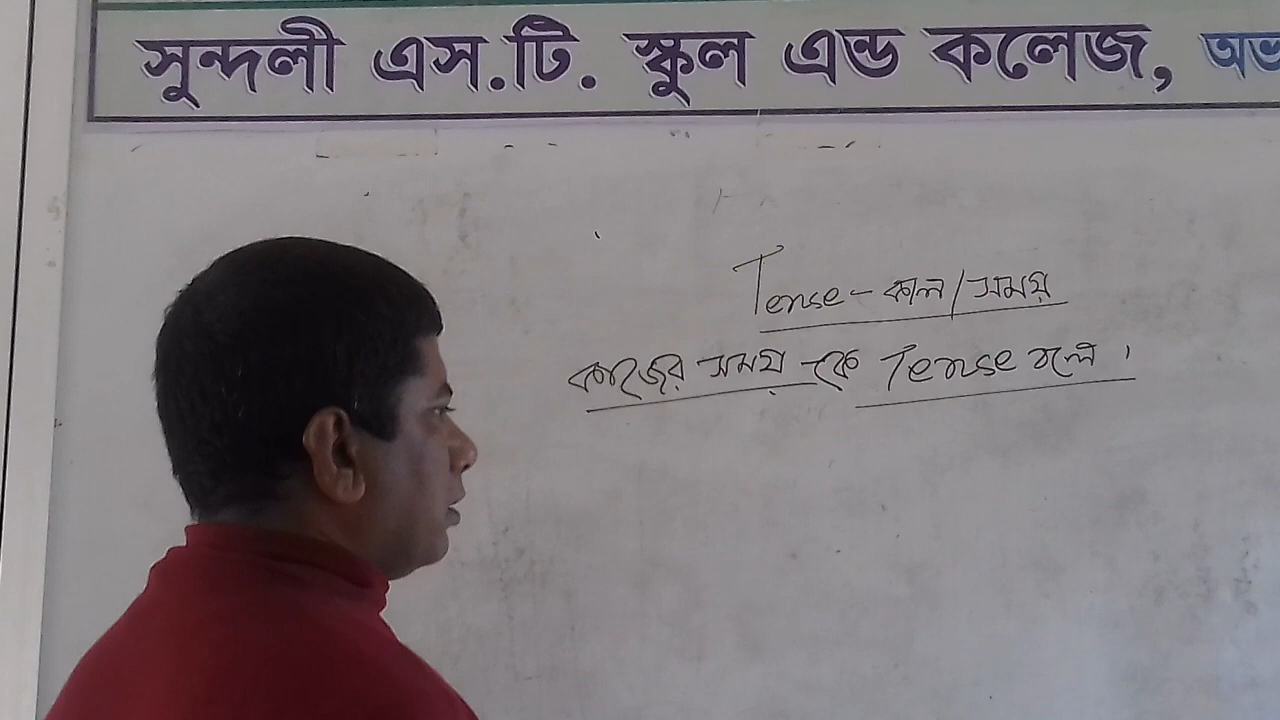 সুন্দলী এস.টি. স্কুল এন্ড কলেজ, অভ
Tense - কাল/সময়
কাজের সময় কে Tense বলে।